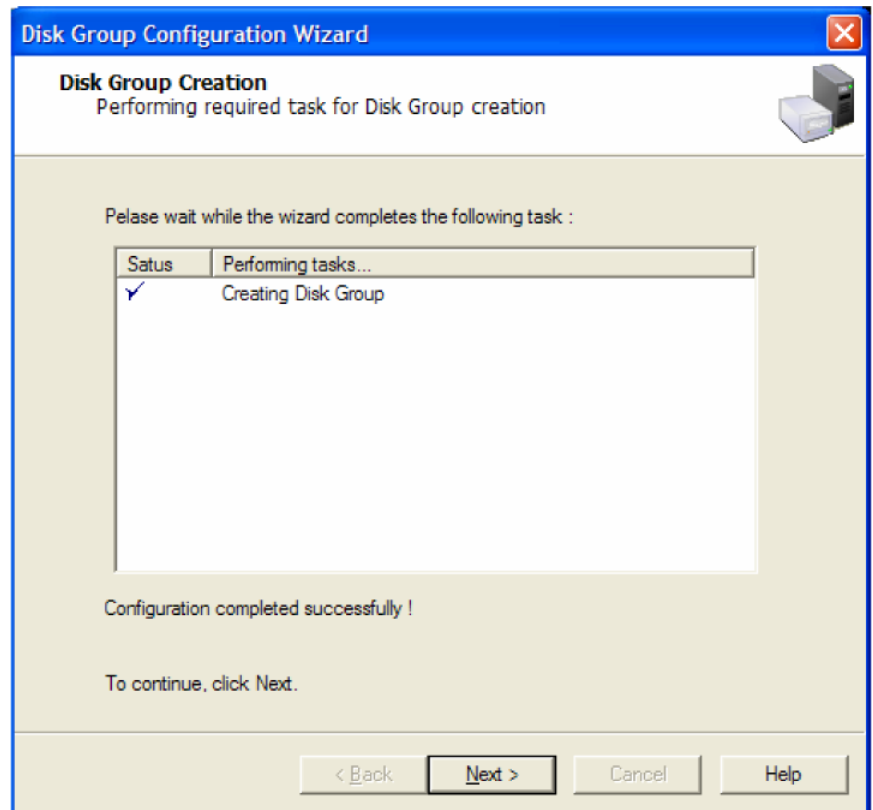 Disk Group Configuration Wizard
Disk Group Creation
Performing required task for Disk Group creation
Pelase wait while the wizard completes the following task :
Satus Performing tasks...
Creating Disk Group
Configuration completed successfully !
To continue, click Next.
< Back Next > Cancel Help